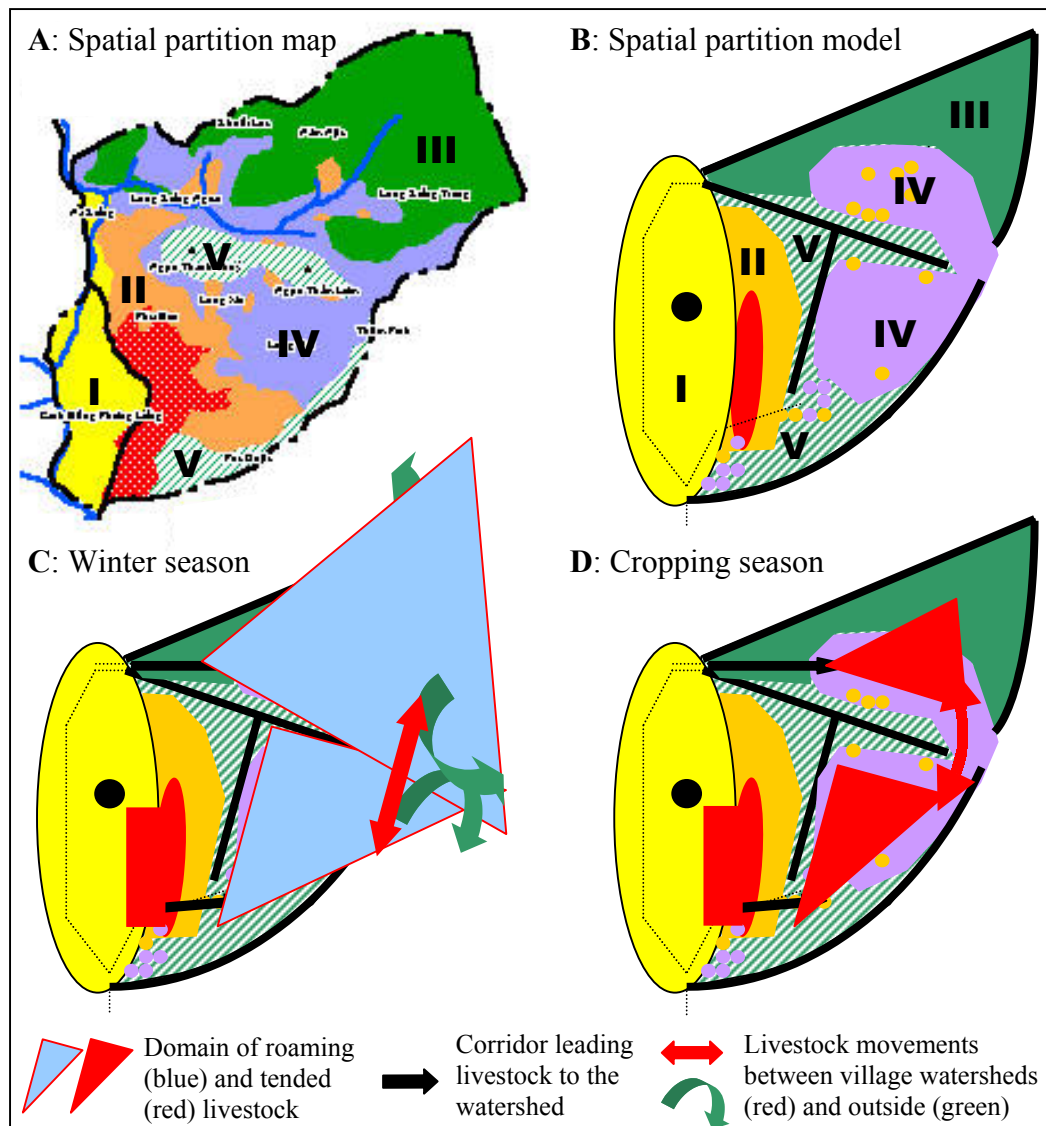 A: Spatial partition map
B: Spatial partition model
III
III
IV
V
II
V
II
IV
IV
I
I
V
V
C: Winter season
D: Cropping season
Domain of roaming
(blue) and tended
(red) livestock
Corridor leading
livestock to the
watershed
Livestock movements
between village watersheds
(red) and outside (green)